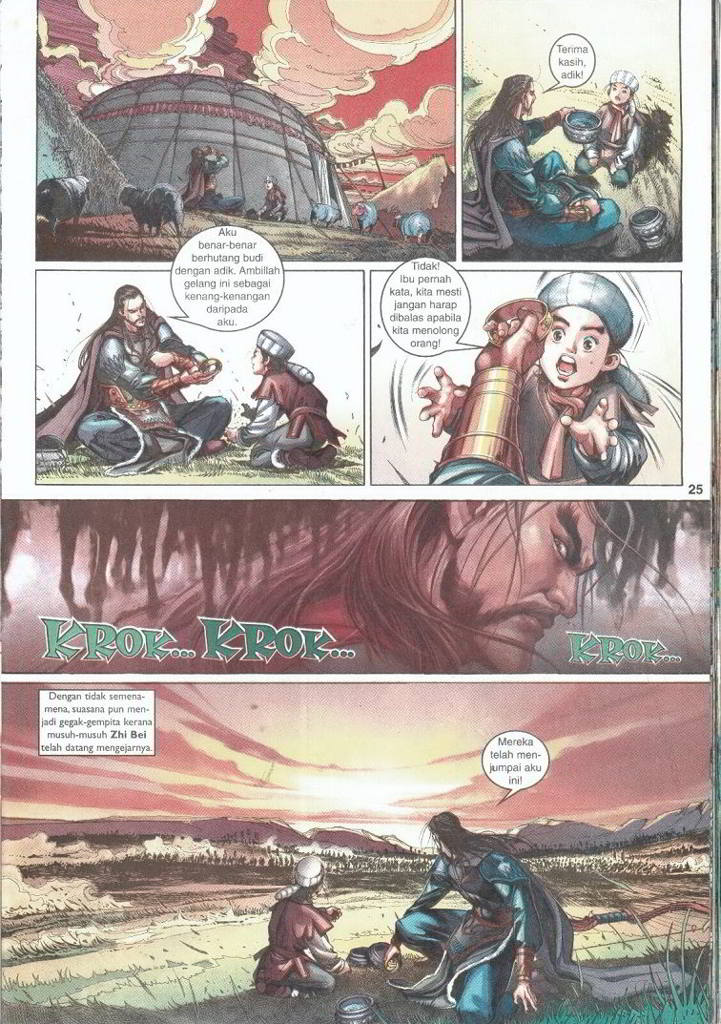 Terima
kasih,
adik!
Aku
benar-benar
berhutang budi
dengan adik. Ambillah
gelang ini sebagai
kenang-kenangan
daripada
aku.
Tidak!
Ibu pernah
kata, kita mesti
jangan harap
dibalas apabila
kita menolong
orang!
25
KROK... KROK...
KROK...
Dengan tidak semena-
mena, suasana pun men-
jadi gegak-gempita kerana
musuh-musuh Zhi Bei
telah datang mengejarnya.
Mereka
telah men-
jumpai aku
ini!